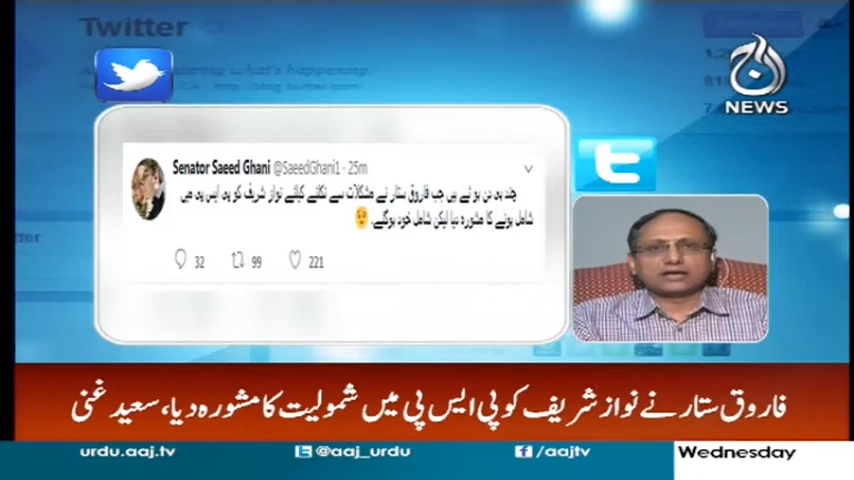 Twitter
آج
NEWS
Senator Saeed Ghani @SaeedGhani1 · 25m
چند ہی دن ہوئے ہیں جب فاروق ستار نے مشکلات سے نکلنے کیلئے نواز شریف کو پی ایس پی میں
شامل ہونے کا مشورہ دیا لیکن شامل خود ہوگئے۔ 😉
32 99 221
فاروق ستار نے نواز شریف کو پی ایس پی میں شمولیت کا مشورہ دیا، سعید غنی
urdu.aaj.tv @aaj_urdu f/aajtv Wednesday